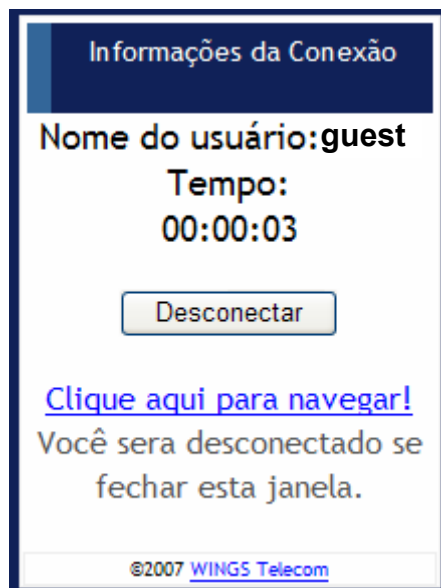 Informações da Conexão
Nome do usuário:guest
Tempo:
00:00:03
Desconectar
Clique aqui para navegar!
Você sera desconectado se
fechar esta janela.
©2007 WINGS Telecom